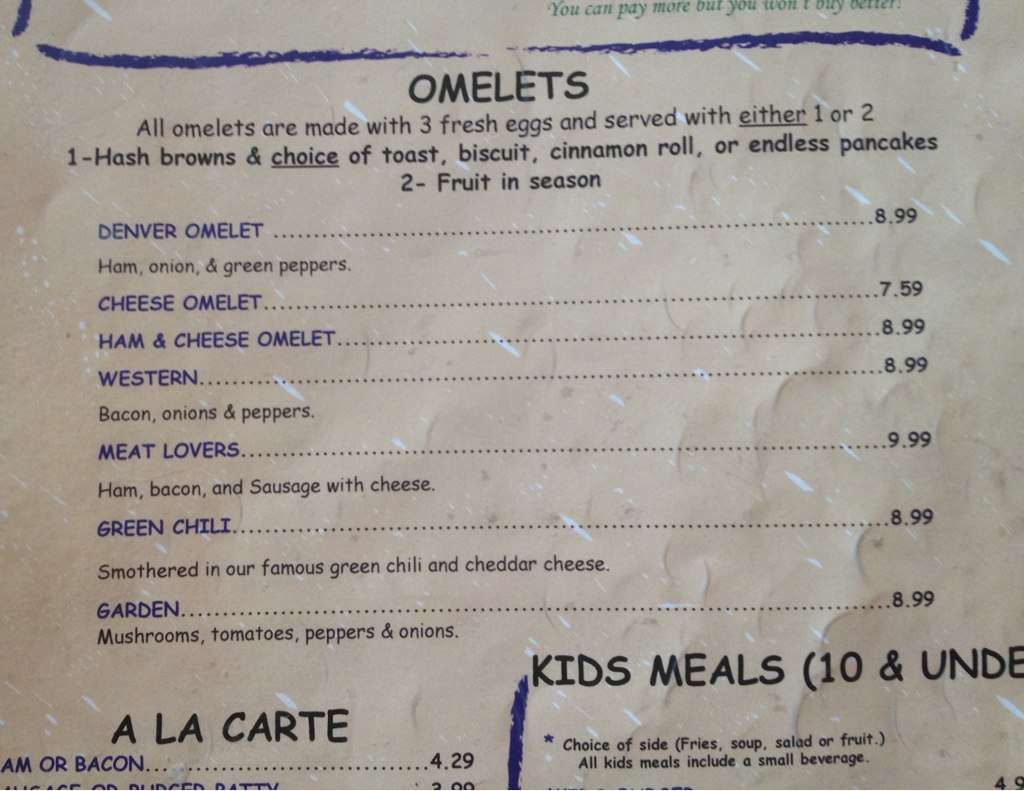 You can pay more but you won't buy better!
OMELETS
All omelets are made with 3 fresh eggs and served with either 1 or 2
1-Hash browns & choice of toast, biscuit, cinnamon roll, or endless pancakes
2- Fruit in season
DENVER OMELET ....................8.99
Ham, onion, & green peppers.
CHEESE OMELET....................7.59
HAM & CHEESE OMELET....................8.99
WESTERN....................8.99
Bacon, onions & peppers.
MEAT LOVERS....................9.99
Ham, bacon, and Sausage with cheese.
GREEN CHILI....................8.99
Smothered in our famous green chili and cheddar cheese.
GARDEN....................8.99
Mushrooms, tomatoes, peppers & onions.
A LA CARTE
AM OR BACON....................4.29
KIDS MEALS (10 & UNDE
* Choice of side (Fries, soup, salad or fruit.)
All kids meals include a small beverage.